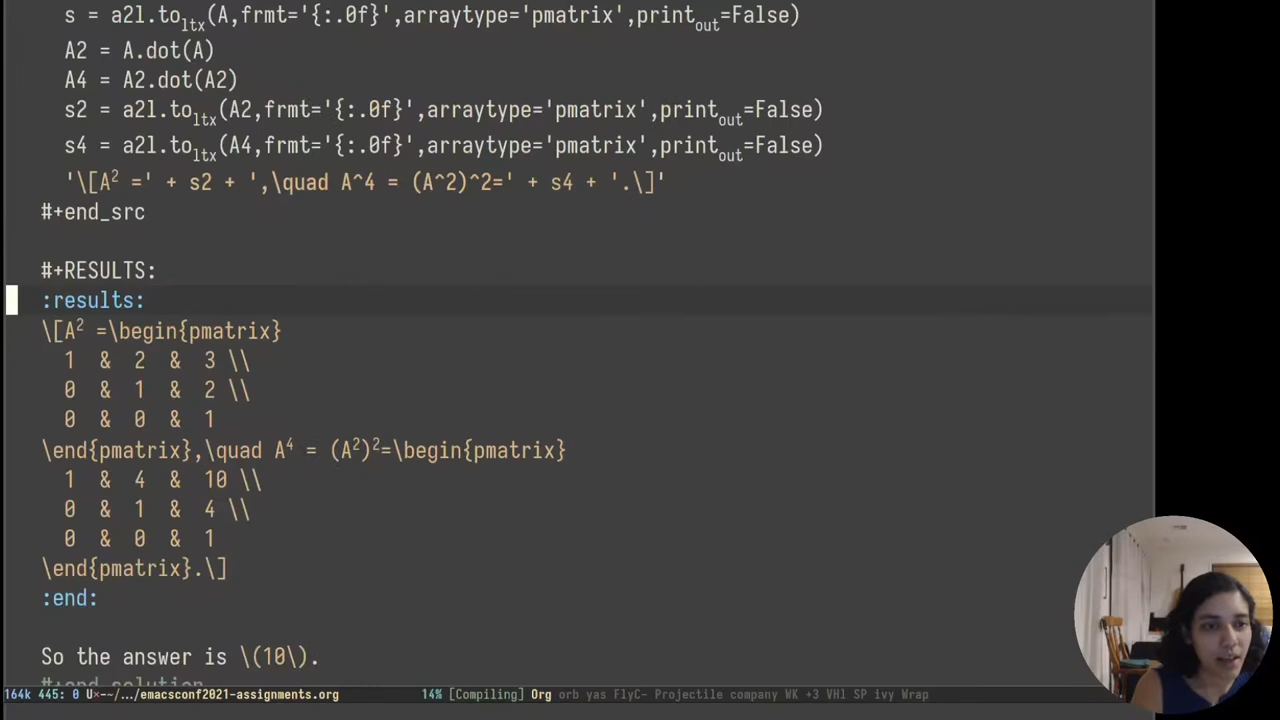 s = a2l.to_ltx(A,frmt='{:.0f}',arraytype='pmatrix',print_out=False)
A2 = A.dot(A)
A4 = A2.dot(A2)
s2 = a2l.to_ltx(A2,frmt='{:.0f}',arraytype='pmatrix',print_out=False)
s4 = a2l.to_ltx(A4,frmt='{:.0f}',arraytype='pmatrix',print_out=False)
'\[A² =' + s2 + ',\quad A^4 = (A^2)^2=' + s4 + '.\]'
#+end_src
#+RESULTS:
:results:
\[A² =\begin{pmatrix}
1 & 2 & 3 \\
0 & 1 & 2 \\
0 & 0 & 1
\end{pmatrix},\quad A⁴ = (A²)²=\begin{pmatrix}
1 & 4 & 10 \\
0 & 1 & 4 \\
0 & 0 & 1
\end{pmatrix}.\]
:end:
So the answer is \(10\).
#+end_solution
164k 445: 0 U×~~/.../emacsconf2021-assignments.org 14% [Compiling] Org orb yas FlyC- Projectile company WK +3 VHl SP ivy Wrap